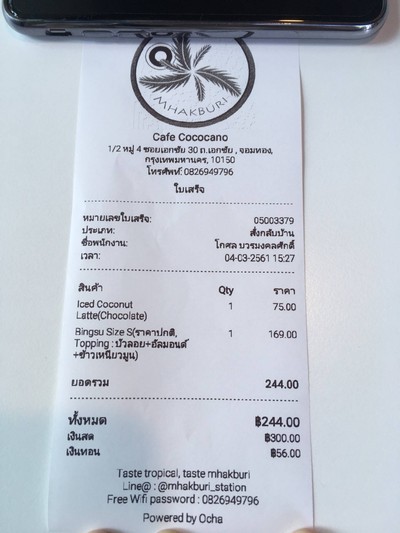 Q
MHAKBURI
Cafe Cococano
1/2 หมู่ 4 ซอยเอกชัย 30 ถ.เอกชัย , จอมทอง,
กรุงเทพมหานคร, 10150
โทรศัพท์: 0826949796
ใบเสร็จ
หมายเลขใบเสร็จ: 05003379
ประเภท: สั่งกลับบ้าน
ชื่อพนักงาน: โกศล บวรมงคลศักดิ์
เวลา: 04-03-2561 15:27
สินค้า Qty ราคา
Iced Coconut 1 75.00
Latte(Chocolate)
Bingsu Size S(ราคาปกติ, 1 169.00
Topping : บัวลอย+อัลมอนด์
+ข้าวเหนียวมูน)
ยอดรวม 244.00
ทั้งหมด ฿244.00
เงินสด ฿300.00
เงินทอน ฿56.00
Taste tropical, taste mhakburi
Line@ : @mhakburi_station
Free Wifi password : 0826949796
Powered by Ocha